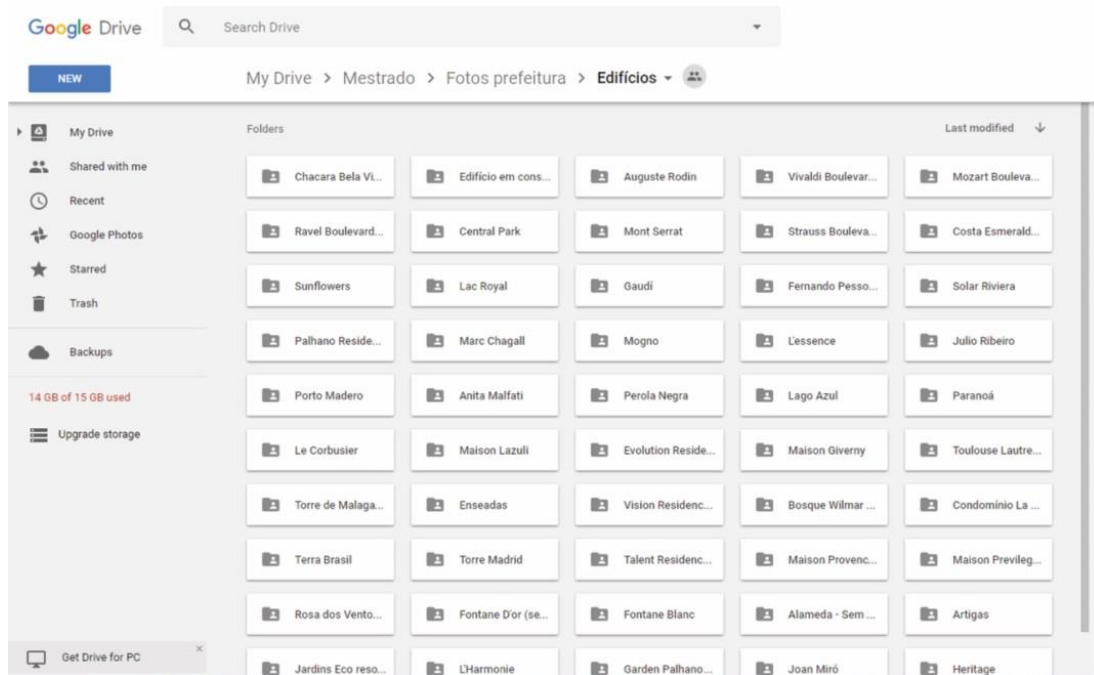 Google Drive
Search Drive
NEW
My Drive > Mestrado > Fotos prefeitura > Edifícios
My Drive
Shared with me
Recent
Google Photos
Starred
Trash
Backups
14 GB of 15 GB used
Upgrade storage
Get Drive for PC
Folders
Last modified
Chacara Bela Vi...
Edifício em cons...
Auguste Rodin
Vivaldi Boulevar...
Mozart Bouleva...
Ravel Boulevard...
Central Park
Mont Serrat
Strauss Bouleva...
Costa Esmerald...
Sunflowers
Lac Royal
Gaudí
Fernando Pesso...
Solar Riviera
Palhano Reside...
Marc Chagall
Mogno
L'essence
Julio Ribeiro
Porto Madero
Anita Malfati
Perola Negra
Lago Azul
Paranoá
Le Corbusier
Maison Lazuli
Evolution Reside...
Maison Giverny
Toulouse Lautre...
Torre de Malaga...
Enseadas
Vision Residenc...
Bosque Wilmar ...
Condomínio La ...
Terra Brasil
Torre Madrid
Talent Residenc...
Maison Provenc...
Maison Previleg...
Rosa dos Vento...
Fontane D'or (se...
Fontane Blanc
Alameda - Sem ...
Artigas
Jardins Eco reso...
L'Harmonie
Garden Palhano...
Joan Miró
Heritage